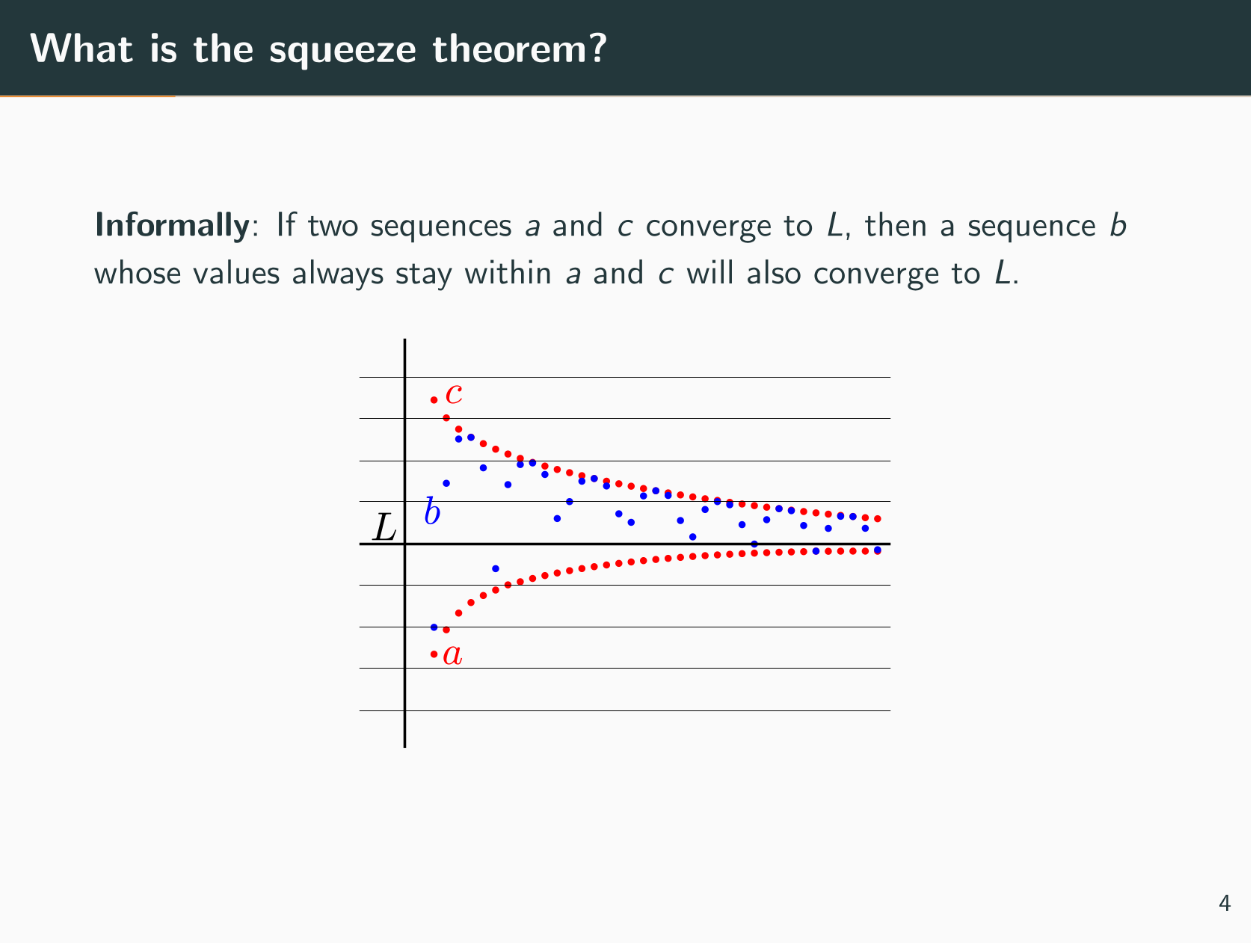 What is the squeeze theorem?
Informally: If two sequences a and c converge to L, then a sequence b
whose values always stay within a and c will also converge to L.
c
b
L
a
4